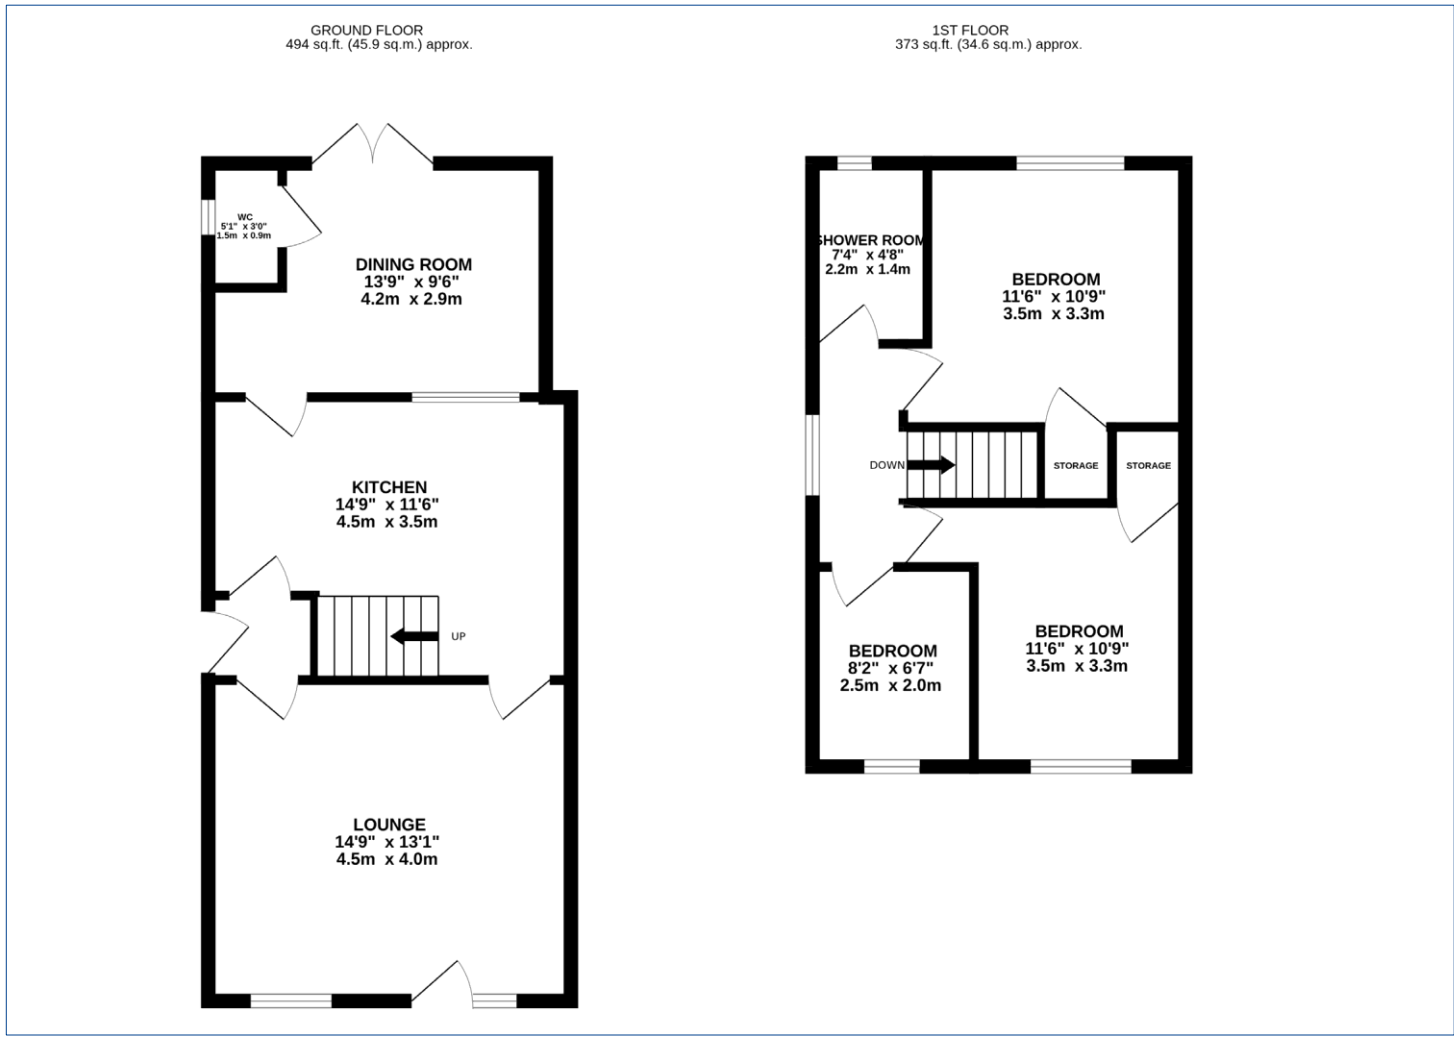 GROUND FLOOR
494 sq.ft. (45.9 sq.m.) approx.
WC
5'1" x 3'0"
1.5m x 0.9m
DINING ROOM
13'9" x 9'6"
4.2m x 2.9m
KITCHEN
14'9" x 11'6"
4.5m x 3.5m
UP
LOUNGE
14'9" x 13'1"
4.5m x 4.0m
1ST FLOOR
373 sq.ft. (34.6 sq.m.) approx.
SHOWER ROOM
7'4" x 4'8"
2.2m x 1.4m
BEDROOM
11'6" x 10'9"
3.5m x 3.3m
DOWN
STORAGE
STORAGE
BEDROOM
8'2" x 6'7"
2.5m x 2.0m
BEDROOM
11'6" x 10'9"
3.5m x 3.3m